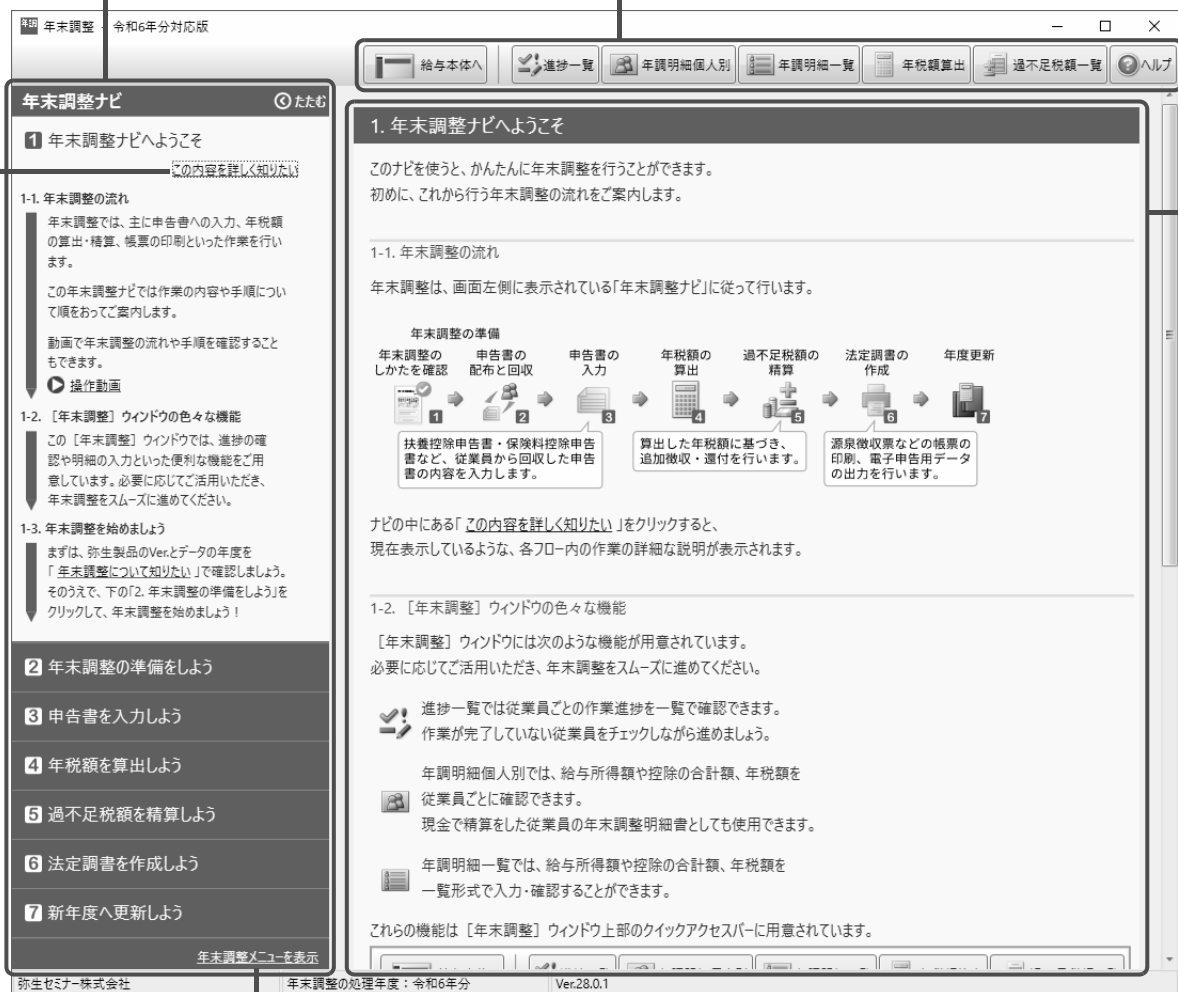 年末調整 - 令和6年分対応版
給与本体へ
進捗一覧
年調明細個人別
年調明細一覧
年税額算出
過不足税額一覧
ヘルプ
年末調整ナビ
たたむ
1 年末調整ナビへようこそ
この内容を詳しく知りたい
1-1. 年末調整の流れ
年末調整では、主に申告書への入力、年税額
の算出・精算、帳票の印刷といった作業を行い
ます。
この年末調整ナビでは作業の内容や手順につい
て順をおってご案内します。
動画で年末調整の流れや手順を確認すること
もできます。
操作動画
1-2. ［年末調整］ウィンドウの色々な機能
この［年末調整］ウィンドウでは、進捗の確
認や明細の入力といった便利な機能をご用
意しています。必要に応じてご活用いただき、
年末調整をスムーズに進めてください。
1-3. 年末調整を始めましょう
まずは、弥生製品のVer.とデータの年度を
「 年末調整について知りたい 」で確認しましょう。
そのうえで、下の「2. 年末調整の準備をしよう」を
クリックして、年末調整を始めましょう！
2 年末調整の準備をしよう
3 申告書を入力しよう
4 年税額を算出しよう
5 過不足税額を精算しよう
6 法定調書を作成しよう
7 新年度へ更新しよう
年末調整メニューを表示
1. 年末調整ナビへようこそ
このナビを使うと、かんたんに年末調整を行うことができます。
初めに、これから行う年末調整の流れをご案内します。
1-1. 年末調整の流れ
年末調整は、画面左側に表示されている「年末調整ナビ」に従って行います。
年末調整の準備
年末調整の
しかたを確認
申告書の
配布と回収
申告書の
入力
年税額の
算出
過不足税額の
精算
法定調書の
作成
年度更新
1
2
3
4
5
6
7
扶養控除申告書・保険料控除申告
書など、従業員から回収した申告
書の内容を入力します。
算出した年税額に基づき、
追加徴収・還付を行います。
源泉徴収票などの帳票の
印刷、電子申告用データ
の出力を行います。
ナビの中にある「 この内容を詳しく知りたい 」をクリックすると、
現在表示しているような、各フロー内の作業の詳細な説明が表示されます。
1-2. ［年末調整］ウィンドウの色々な機能
［年末調整］ウィンドウには次のような機能が用意されています。
必要に応じてご活用いただき、年末調整をスムーズに進めてください。
進捗一覧では従業員ごとの作業進捗を一覧で確認できます。
作業が完了していない従業員をチェックしながら進めましょう。
年調明細個人別では、給与所得額や控除の合計額、年税額を
従業員ごとに確認できます。
現金で精算をした従業員の年末調整明細書としても使用できます。
年調明細一覧では、給与所得額や控除の合計額、年税額を
一覧形式で入力・確認することができます。
これらの機能は［年末調整］ウィンドウ上部のクイックアクセスバーに用意されています。
弥生セミナー株式会社
年末調整の処理年度：令和6年分
Ver.28.0.1